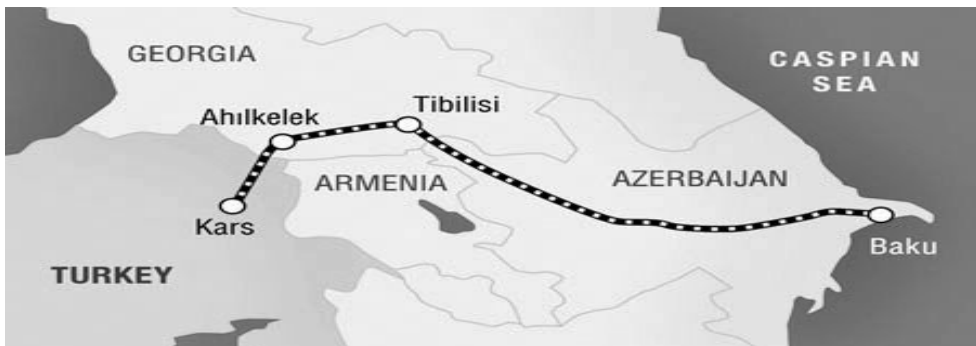 GEORGIA
CASPIAN
SEA
Ahılkelek
Tibilisi
ARMENIA
AZERBAIJAN
Kars
Baku
TURKEY